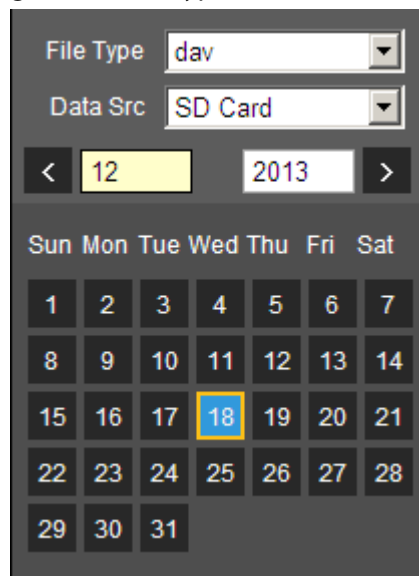 File Type dav
Data Src SD Card
< 12 2013 >
Sun Mon Tue Wed Thu Fri Sat
1 2 3 4 5 6 7
8 9 10 11 12 13 14
15 16 17 18 19 20 21
22 23 24 25 26 27 28
29 30 31